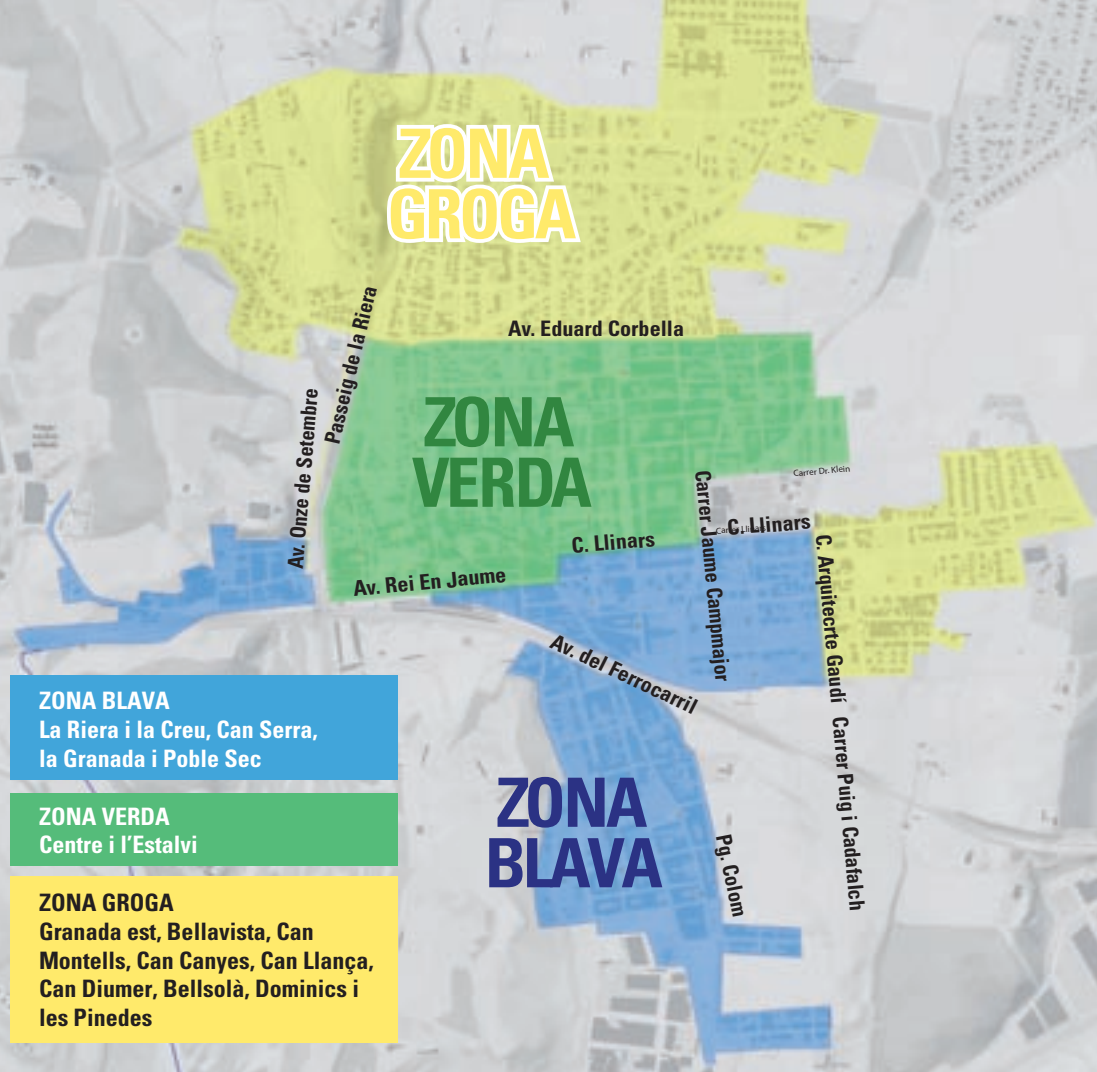 ZONA
GROGA
Av. Eduard Corbella
Passeig de la Riera
Av. Onze de Setembre
ZONA
VERDA
Carrer Dr. Klein
Carrer Jaume Campmajor
C. Llinars
C. Llinars
C. Arquitecrte Gaudí
Av. Rei En Jaume
Av. del Ferrocarril
Carrer Puig i Cadafalch
ZONA
BLAVA
Pg. Colom
ZONA BLAVA
La Riera i la Creu, Can Serra,
la Granada i Poble Sec
ZONA VERDA
Centre i l’Estalvi
ZONA GROGA
Granada est, Bellavista, Can
Montells, Can Canyes, Can Llança,
Can Diumer, Bellsolà, Dominics i
les Pinedes